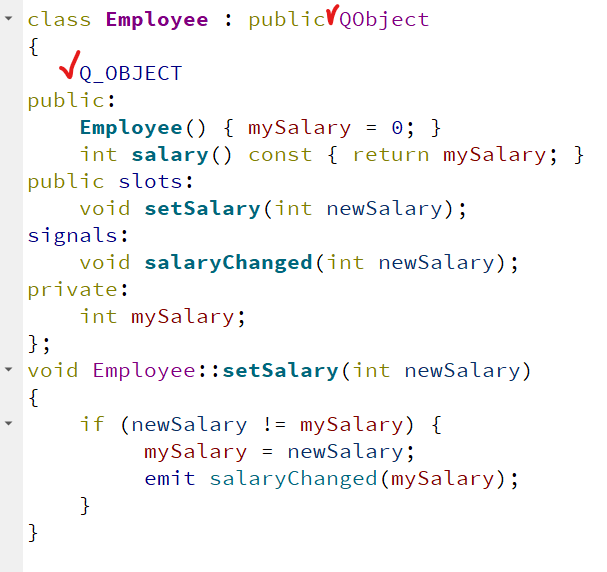 class Employee : public QObject
{
    Q_OBJECT
public:
    Employee() { mySalary = 0; }
    int salary() const { return mySalary; }
public slots:
    void setSalary(int newSalary);
signals:
    void salaryChanged(int newSalary);
private:
    int mySalary;
};
void Employee::setSalary(int newSalary)
{
    if (newSalary != mySalary) {
         mySalary = newSalary;
         emit salaryChanged(mySalary);
    }
}